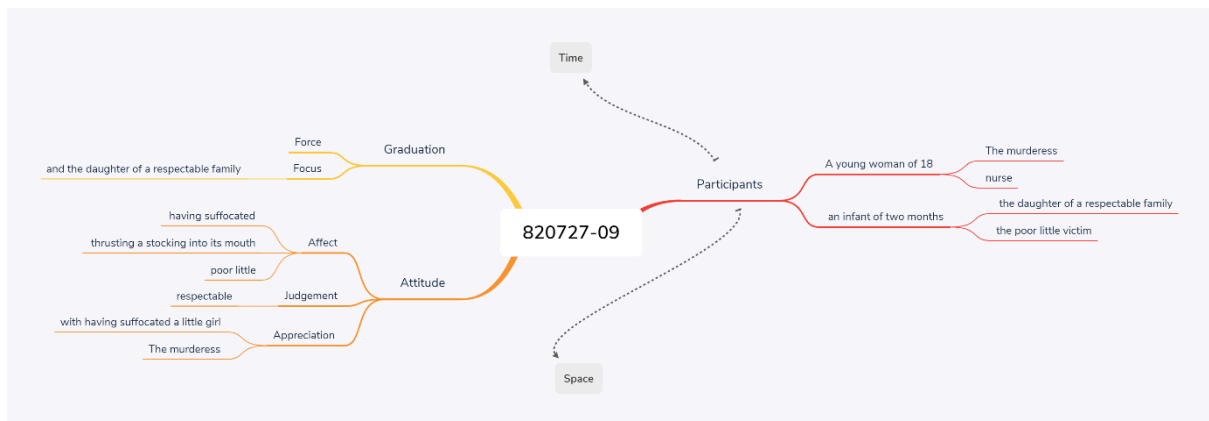 Time
Force
Graduation
and the daughter of a respectable family
Focus
A young woman of 18
The murderess
nurse
Participants
an infant of two months
the daughter of a respectable family
the poor little victim
820727-09
having suffocated
thrusting a stocking into its mouth
Affect
poor little
Attitude
respectable
Judgement
with having suffocated a little girl
Appreciation
The murderess
Space